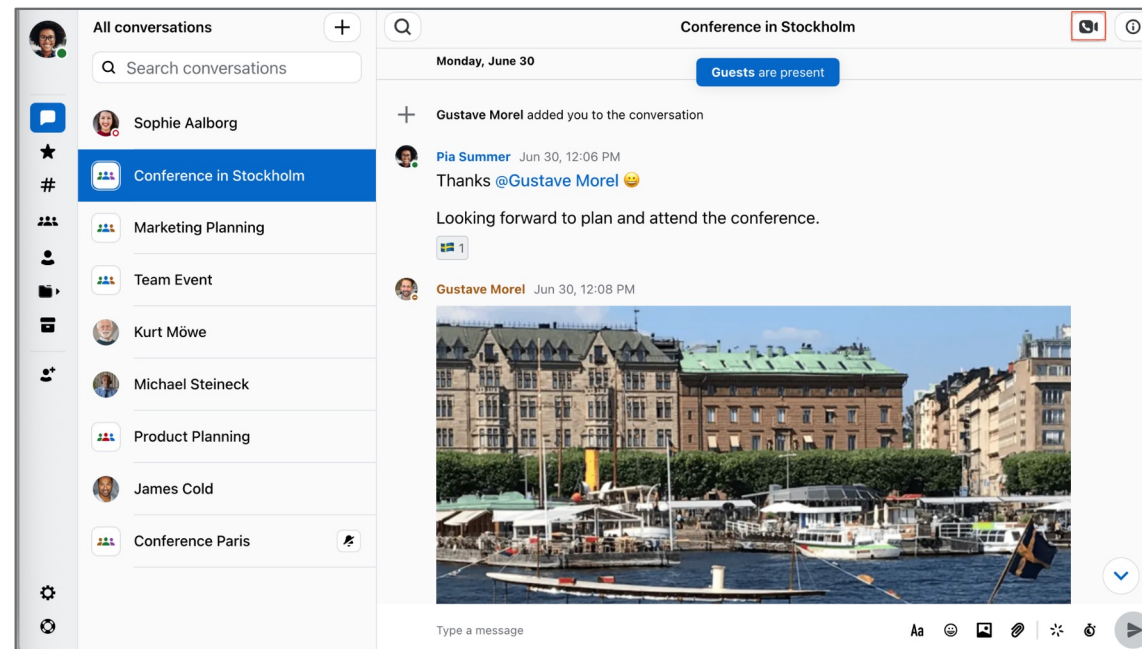 All conversations
Search conversations
Sophie Aalborg
Conference in Stockholm
Marketing Planning
Team Event
Kurt Möwe
Michael Steineck
Product Planning
James Cold
Conference Paris
Conference in Stockholm
Monday, June 30
Guests are present
Gustave Morel added you to the conversation
Pia Summer Jun 30, 12:06 PM
Thanks @Gustave Morel 😀
Looking forward to plan and attend the conference.
🇸🇪 1
Gustave Morel Jun 30, 12:08 PM
Type a message
Aa